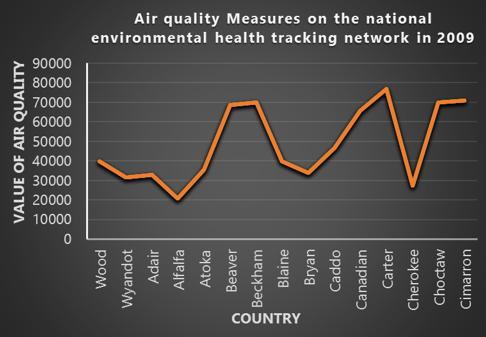 Air quality Measures on the national
environmental health tracking network in 2009
VALUE OF AIR QUALITY
90000
80000
70000
60000
50000
40000
30000
20000
10000
0
Wood
Wyandot
Adair
Alfalfa
Atoka
Beaver
Beckham
Blaine
Bryan
Caddo
Canadian
Carter
Cherokee
Choctaw
Cimarron
COUNTRY